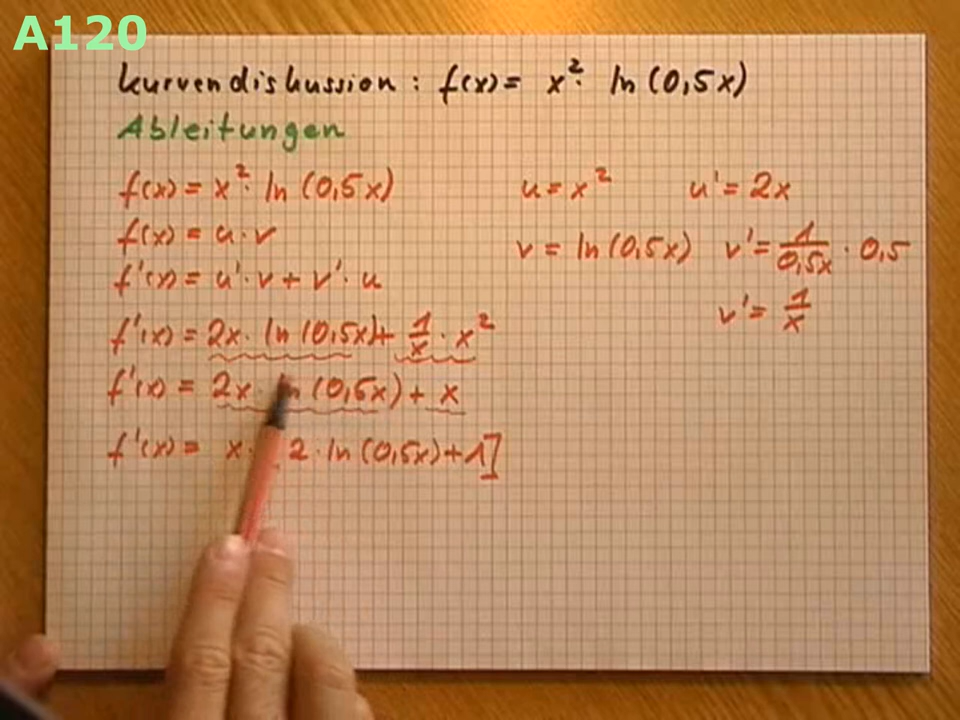 A120
Kurvendiskussion: f(x) = x²· ln(0,5x)
Ableitungen
f(x) = x²· ln(0,5x)
u = x² u' = 2x
f(x) = u·v
v = ln(0,5x) v' = 1/0,5x · 0,5
f'(x) = u'·v + v'·u
v' = 1/x
f'(x) = 2x· ln(0,5x) + 1/x · x²
f'(x) = 2x ln(0,5x) + x
f'(x) = x· 2·ln(0,5x)+1]